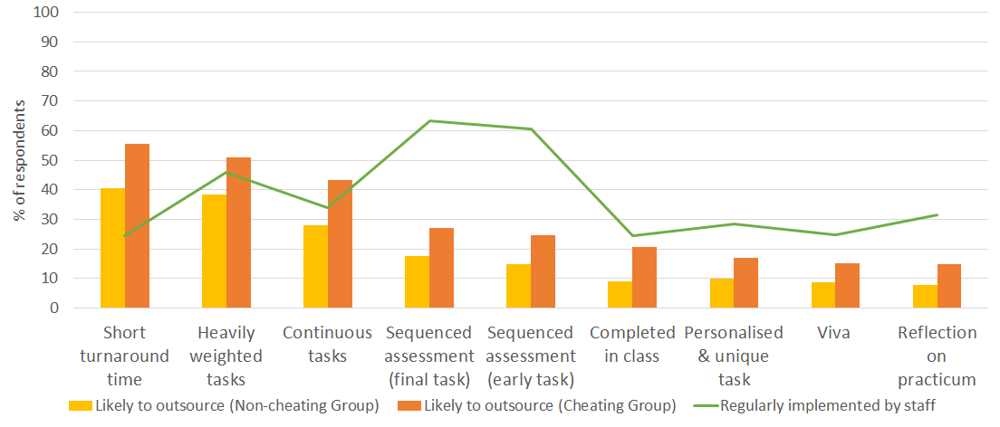 100
90
80
70
60
50
40
30
20
10
0
% of respondents
Short
turnaround
time
Heavily
weighted
tasks
Continuous
tasks
Sequenced
assessment
(final task)
Sequenced
assessment
(early task)
Completed
in class
Personalised
& unique
task
Viva
Reflection
on
practicum
Likely to outsource (Non-cheating Group)
Likely to outsource (Cheating Group)
Regularly implemented by staff